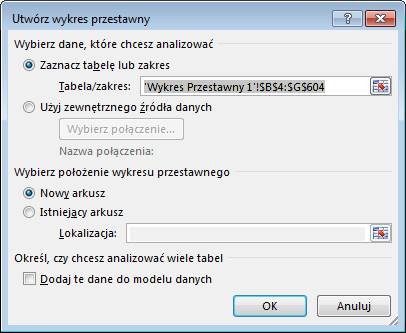 Utwórz wykres przestawny
Wybierz dane, które chcesz analizować
Zaznacz tabelę lub zakres
Tabela/zakres: 'Wykres Przestawny 1'!$B$4:$G$604
Użyj zewnętrznego źródła danych
Wybierz połączenie...
Nazwa połączenia:
Wybierz położenie wykresu przestawnego
Nowy arkusz
Istniejący arkusz
Lokalizacja:
Określ, czy chcesz analizować wiele tabel
Dodaj te dane do modelu danych
OK Anuluj